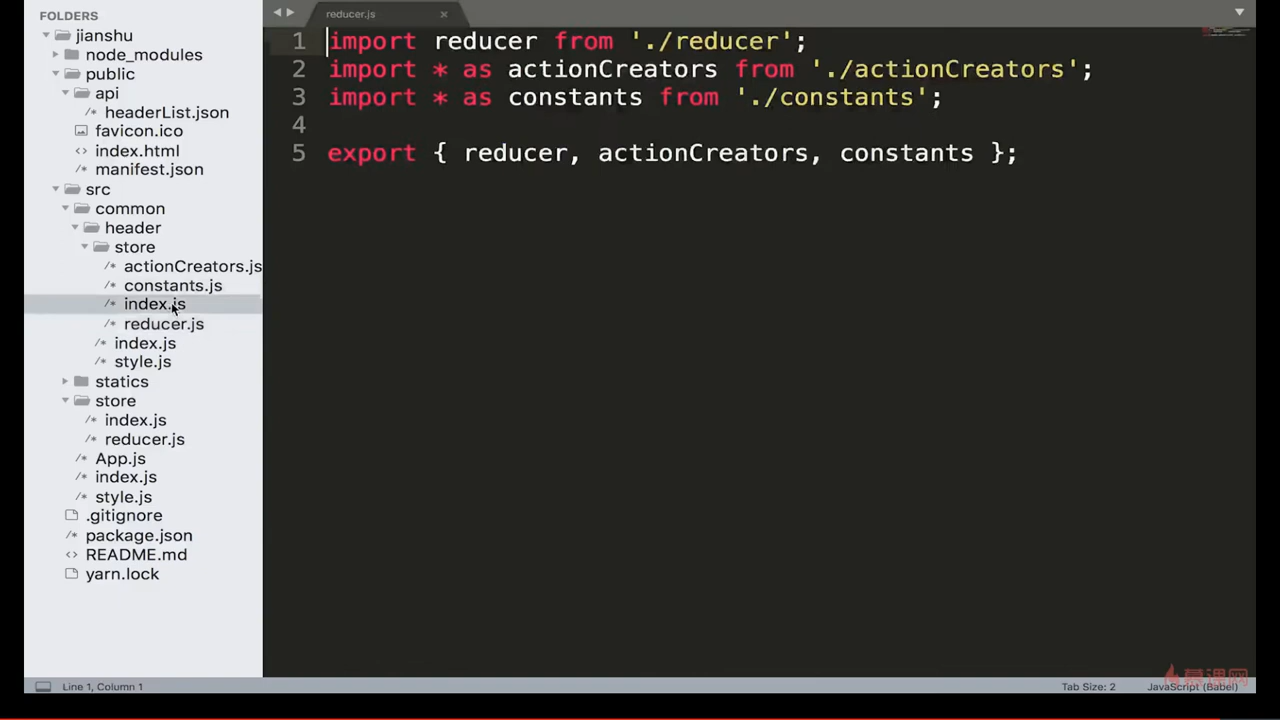 FOLDERS
jianshu
node_modules
public
api
/* headerList.json
favicon.ico
<> index.html
/* manifest.json
src
common
header
store
/* actionCreators.js
/* constants.js
/* index.js
/* reducer.js
/* index.js
/* style.js
statics
store
/* index.js
/* reducer.js
/* App.js
/* index.js
/* style.js
.gitignore
/* package.json
<> README.md
yarn.lock
reducer.js ×
1 import reducer from './reducer';
2 import * as actionCreators from './actionCreators';
3 import * as constants from './constants';
4
5 export { reducer, actionCreators, constants };
慕课网
Line 1, Column 1
Tab Size: 2
JavaScript (Babel)